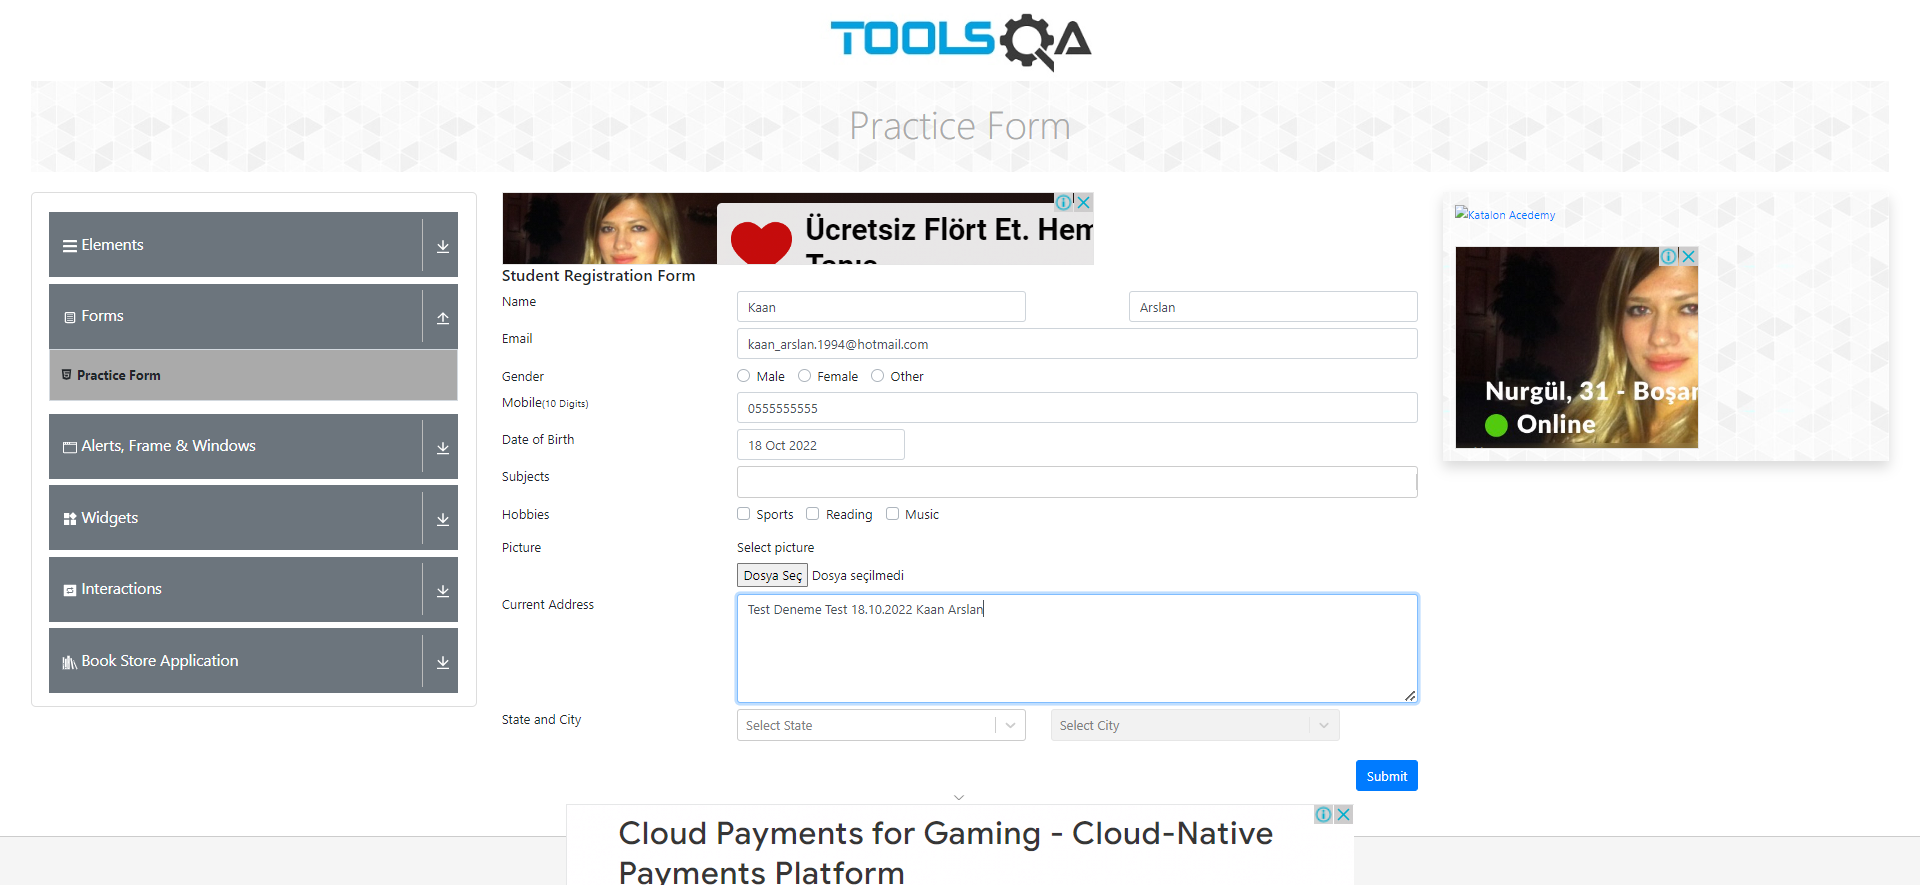 TOOLSQA
Practice Form
Elements
Forms
Practice Form
Alerts, Frame & Windows
Widgets
Interactions
Book Store Application
Ücretsiz Flört Et. Hem
Student Registration Form
Name
Kaan
Arslan
Email
kaan_arslan.1994@hotmail.com
Gender
Male
Female
Other
Mobile(10 Digits)
0555555555
Date of Birth
18 Oct 2022
Subjects
Hobbies
Sports
Reading
Music
Picture
Select picture
Dosya Seç
Dosya seçilmedi
Current Address
Test Deneme Test 18.10.2022 Kaan Arslan
State and City
Select State
Select City
Submit
Katalon Acedemy
Nurgül, 31 - Boşan
Online
Cloud Payments for Gaming - Cloud-Native
Payments Platform